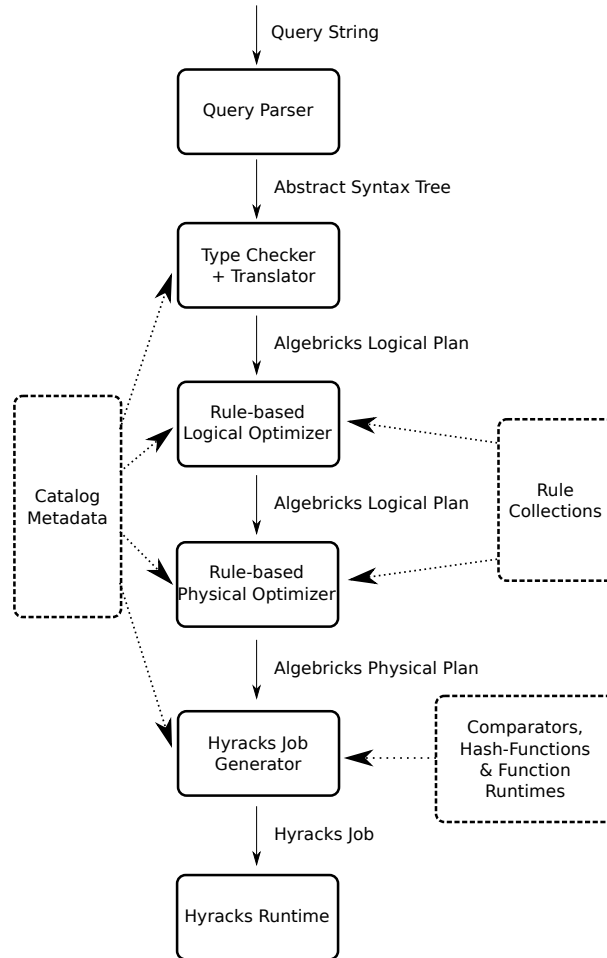 Query String
Query Parser
Abstract Syntax Tree
Type Checker
+ Translator
Algebricks Logical Plan
Rule-based
Logical Optimizer
Catalog
Metadata
Rule
Collections
Algebricks Logical Plan
Rule-based
Physical Optimizer
Algebricks Physical Plan
Hyracks Job
Generator
Comparators,
Hash-Functions
& Function
Runtimes
Hyracks Job
Hyracks Runtime